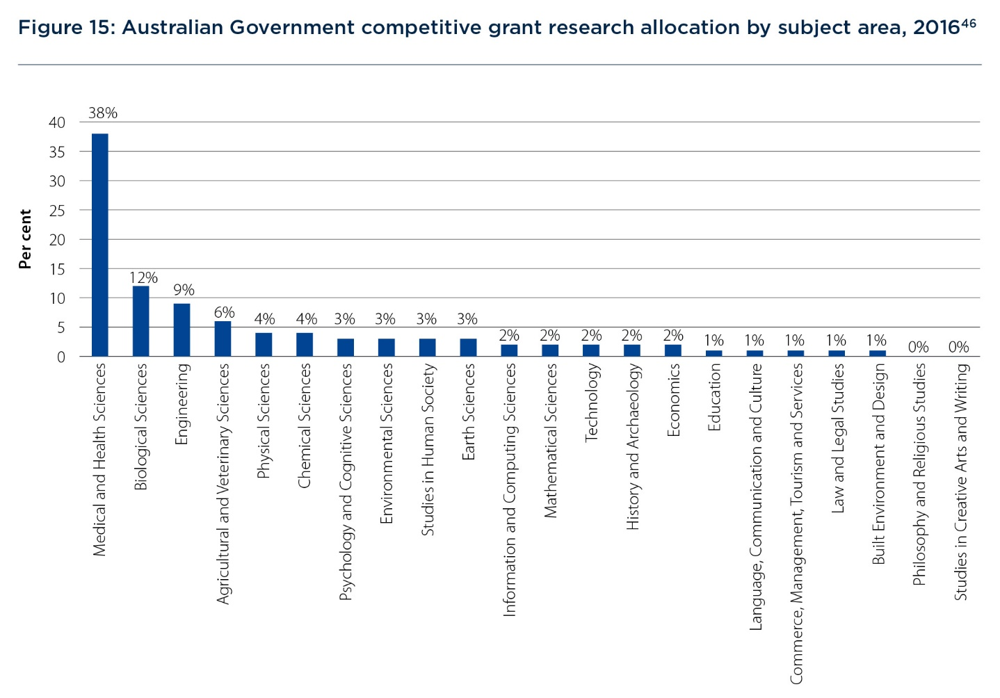 Figure 15: Australian Government competitive grant research allocation by subject area, 2016⁴⁶
Per cent
40
35
30
25
20
15
10
5
0
38%
12%
9%
6%
4%
4%
3%
3%
3%
3%
2%
2%
2%
2%
2%
1%
1%
1%
1%
1%
0%
0%
Medical and Health Sciences
Biological Sciences
Engineering
Agricultural and Veterinary Sciences
Physical Sciences
Chemical Sciences
Psychology and Cognitive Sciences
Environmental Sciences
Studies in Human Society
Earth Sciences
Information and Computing Sciences
Mathematical Sciences
Technology
History and Archaeology
Economics
Education
Language, Communication and Culture
Commerce, Management, Tourism and Services
Law and Legal Studies
Built Environment and Design
Philosophy and Religious Studies
Studies in Creative Arts and Writing